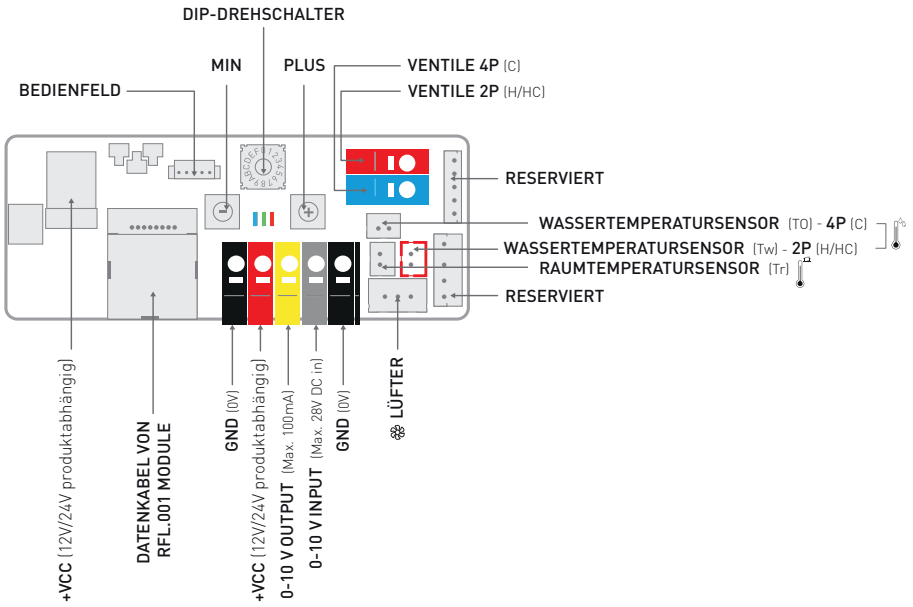 DIP-DREHSCHALTER
MIN
PLUS
VENTILE 4P (C)
BEDIENFELD
VENTILE 2P (H/HC)
RESERVIERT
WASSERTEMPERATURSENSOR (TO) - 4P (C)
WASSERTEMPERATURSENSOR (Tw) - 2P (H/HC)
RAUMTEMPERATURSENSOR (Tr)
RESERVIERT
+VCC (12V/24V produktabhängig)
DATENKABEL VON
RFL.001 MODULE
GND (0V)
+VCC (12V/24V produktabhängig)
0-10 V OUTPUT (Max. 100mA)
0-10 V INPUT (Max. 28V DC in)
GND (0V)
LÜFTER